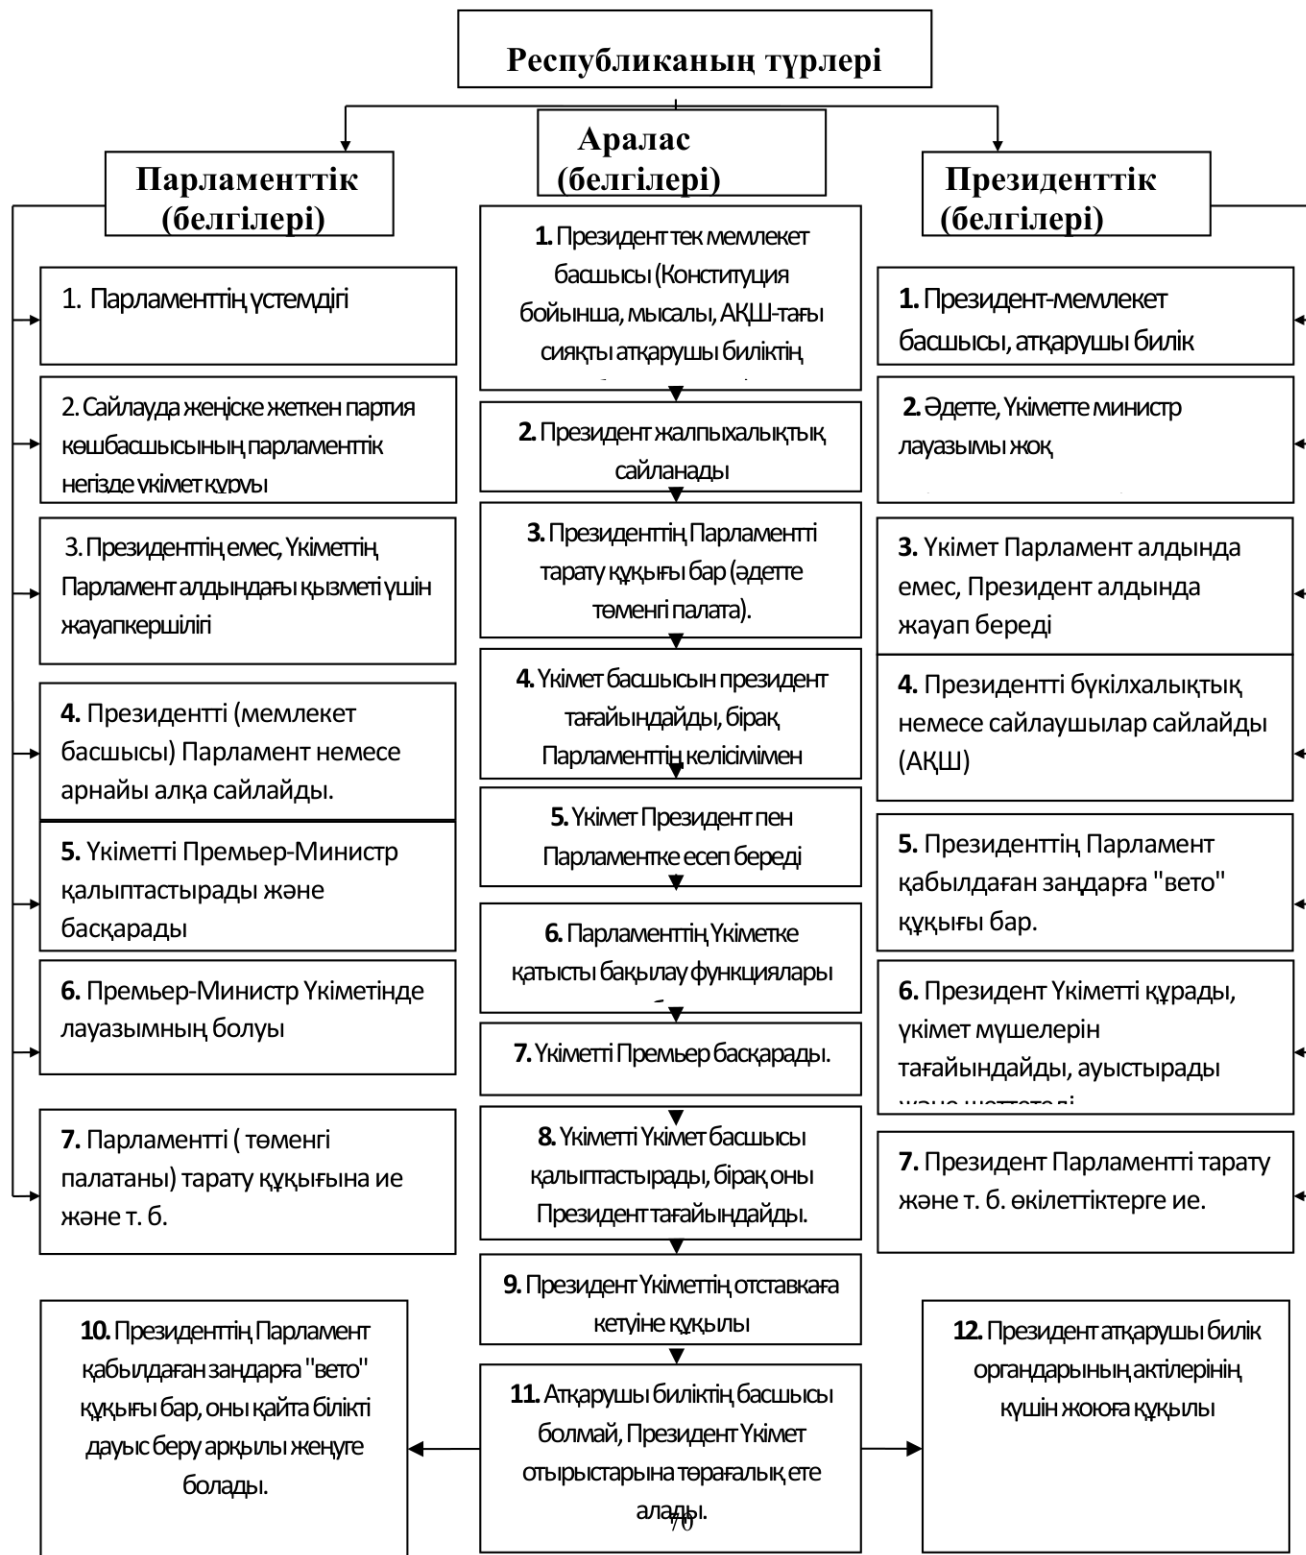 Республиканың түрлері
Парламенттік
(белгілері)
1. Парламенттің үстемдігі
2. Сайлауда жеңіске жеткен партия
көшбасшысының парламенттік
негізде үкімет құруы
3. Президенттің емес, Үкіметтің
Парламент алдындағы қызметі үшін
жауапкершілігі
4. Президентті (мемлекет
басшысы) Парламент немесе
арнайы алқа сайлайды.
5. Үкіметті Премьер-Министр
қалыптастырады және
басқарады
6. Премьер-Министр Үкіметінде
лауазымның болуы
7. Парламентті ( төменгі
палатаны) тарату құқығына ие
және т. б.
Аралас
(белгілері)
1. Президент тек мемлекет
басшысы (Конституция
бойынша, мысалы, АҚШ-тағы
сияқты атқарушы биліктің
2. Президент жалпыхалықтық
сайланады
3. Президенттің Парламентті
тарату құқығы бар (әдетте
төменгі палата).
4. Үкімет басшысын президент
тағайындайды, бірақ
Парламенттің келісімімен
5. Үкімет Президент пен
Парламентке есеп береді
6. Парламенттің Үкіметке
қатысты бақылау функциялары
7. Үкіметті Премьер басқарады.
8. Үкіметті Үкімет басшысы
қалыптастырады, бірақ оны
Президент тағайындайды.
9. Президент Үкіметтің отставкаға
кетуіне құқылы
Президенттік
(белгілері)
1. Президент-мемлекет
басшысы, атқарушы билік
2. Әдетте, Үкіметте министр
лауазымы жоқ
3. Үкімет Парламент алдында
емес, Президент алдында
жауап береді
4. Президентті бүкілхалықтық
немесе сайлаушылар сайлайды
(АҚШ)
5. Президенттің Парламент
қабылдаған заңдарға "вето"
құқығы бар.
6. Президент Үкіметті құрады,
үкімет мүшелерін
тағайындайды, ауыстырады
және шеттетеді
7. Президент Парламентті тарату
және т. б. өкілеттіктерге ие.
10. Президенттің Парламент
қабылдаған заңдарға "вето"
құқығы бар, оны қайта білікті
дауыс беру арқылы жеңуге
болады.
11. Атқарушы биліктің басшысы
болмай, Президент Үкімет
отырыстарына төрағалық ете
алады.
12. Президент атқарушы билік
органдарының актілерінің
күшін жоюға құқылы
70